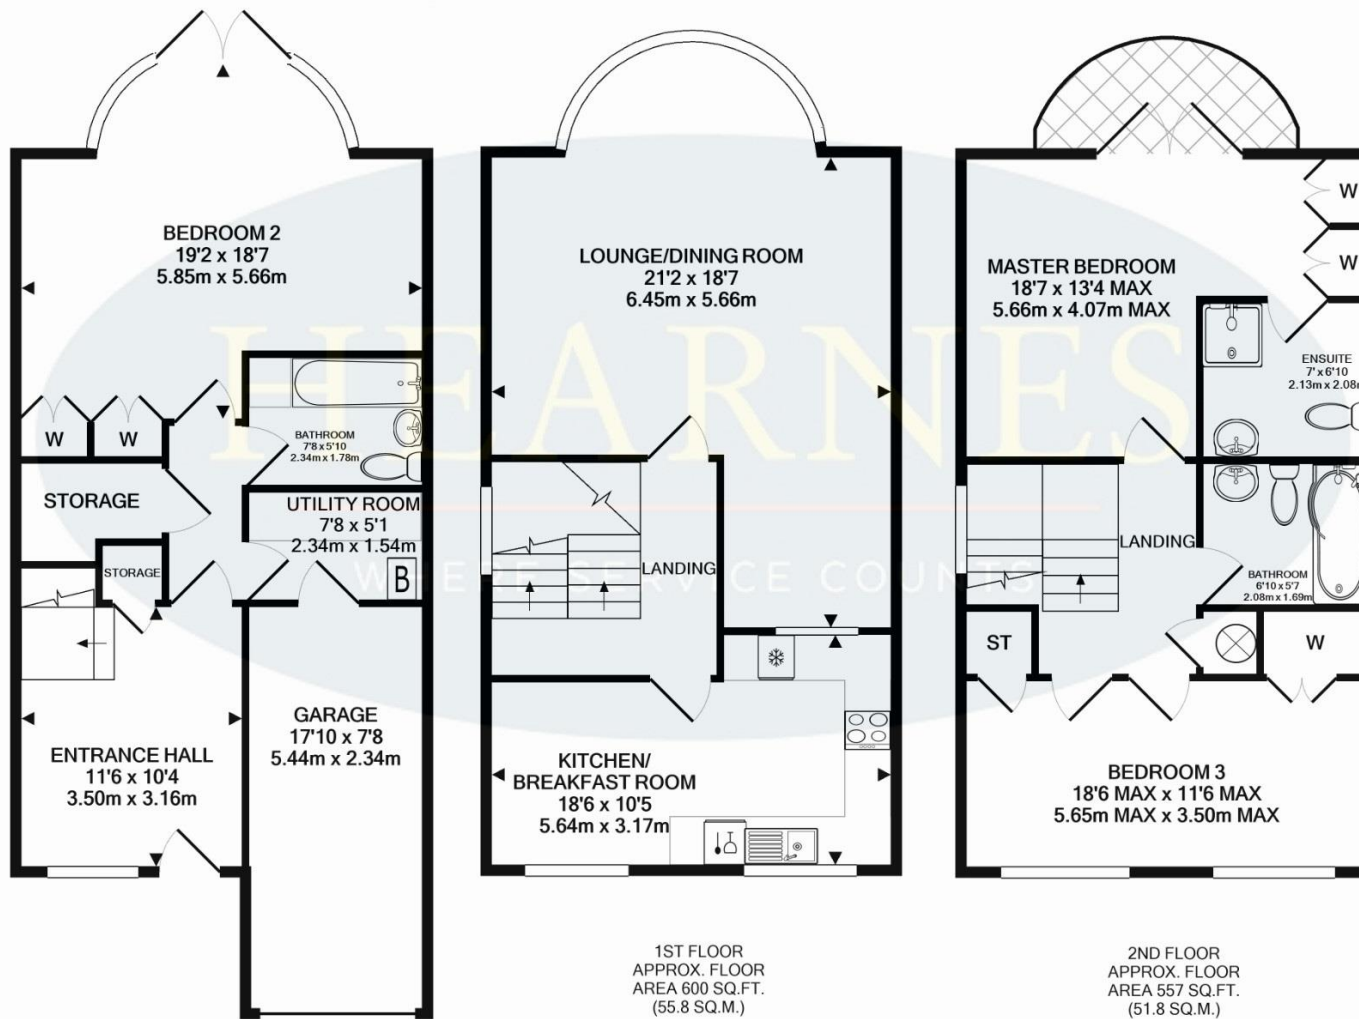 BEDROOM 2
19'2 x 18'7
5.85m x 5.66m
W
W
BATHROOM
7'8 x 5'10
2.34m x 1.78m
STORAGE
UTILITY ROOM
7'8 x 5'1
2.34m x 1.54m
B
STORAGE
ENTRANCE HALL
11'6 x 10'4
3.50m x 3.16m
GARAGE
17'10 x 7'8
5.44m x 2.34m
LOUNGE/DINING ROOM
21'2 x 18'7
6.45m x 5.66m
LANDING
KITCHEN/
BREAKFAST ROOM
18'6 x 10'5
5.64m x 3.17m
1ST FLOOR
APPROX. FLOOR
AREA 600 SQ.FT.
(55.8 SQ.M.)
MASTER BEDROOM
18'7 x 13'4 MAX
5.66m x 4.07m MAX
W
W
ENSUITE
7' x 6'10
2.13m x 2.08m
LANDING
BATHROOM
6'10 x 5'7
2.08m x 1.69m
ST
W
BEDROOM 3
18'6 MAX x 11'6 MAX
5.65m MAX x 3.50m MAX
2ND FLOOR
APPROX. FLOOR
AREA 557 SQ.FT.
(51.8 SQ.M.)
HEARNES
WHERE SERVICE COUNTS